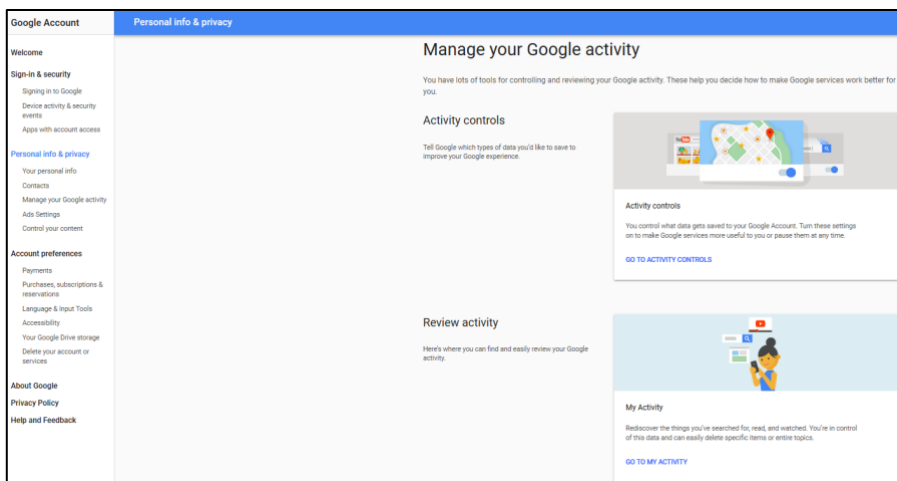 Google Account
Personal info & privacy
Welcome
Sign-in & security
Signing in to Google
Device activity & security
events
Apps with account access
Personal info & privacy
Your personal info
Contacts
Manage your Google activity
Ads Settings
Control your content
Account preferences
Payments
Purchases, subscriptions &
reservations
Language & Input Tools
Accessibility
Your Google Drive storage
Delete your account or
services
About Google
Privacy Policy
Help and Feedback
Manage your Google activity
You have lots of tools for controlling and reviewing your Google activity. These help you decide how to make Google services work better for
you.
Activity controls
Tell Google which types of data you'd like to save to
improve your Google experience.
Activity controls
You control what data gets saved to your Google Account. Turn these settings
on to make Google services more useful to you or pause them at any time.
GO TO ACTIVITY CONTROLS
Review activity
Here's where you can find and easily review your Google
activity.
My Activity
Rediscover the things you've searched for, read, and watched. You're in control
of this data and can easily delete specific items or entire topics.
GO TO MY ACTIVITY